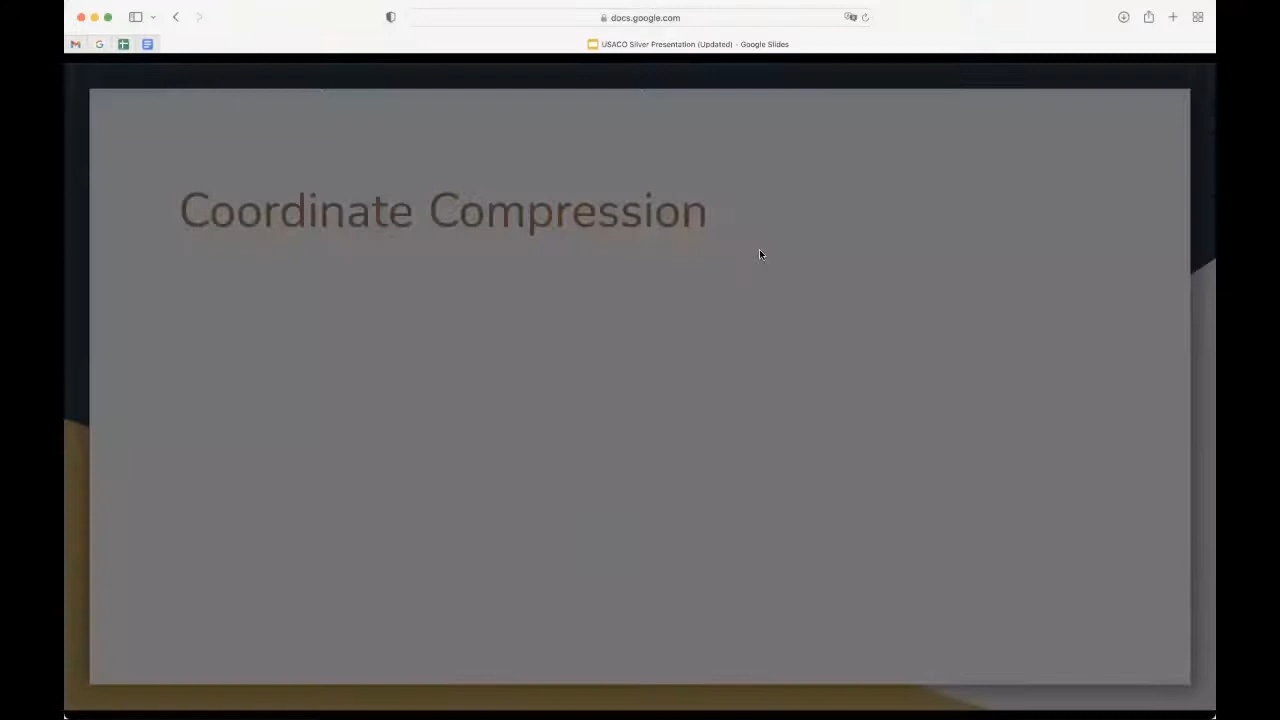 docs.google.com
USACO Silver Presentation (Updated) - Google Slides
Coordinate Compression